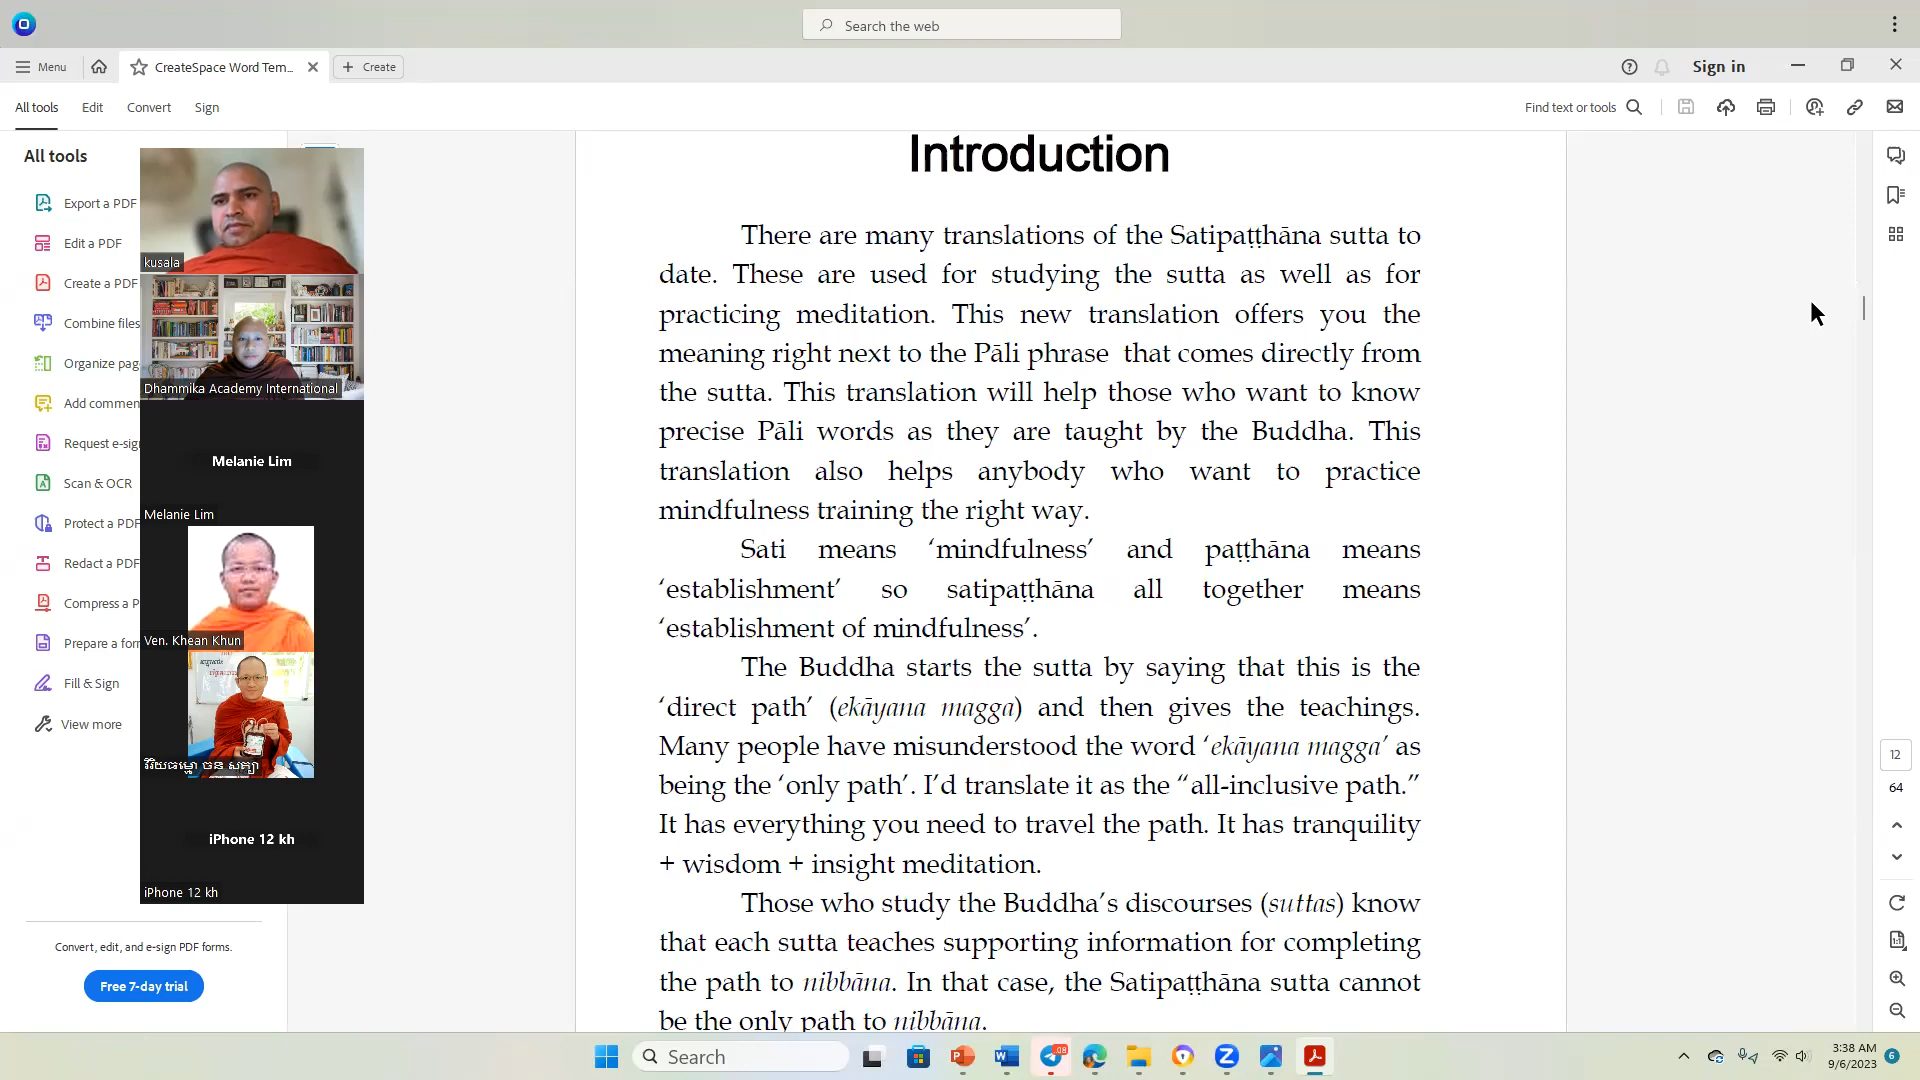 Search the web
Menu
CreateSpace Word Tem...
Create
Sign in
All tools
Edit
Convert
Sign
Find text or tools
All tools
Export a PDF
Edit a PDF
Create a PDF
Combine files
Organize pag
Add commen
Request e-sig
Scan & OCR
Protect a PDF
Redact a PDF
Compress a P
Prepare a for
Fill & Sign
View more
Convert, edit, and e-sign PDF forms.
Free 7-day trial
kusala
Dhammika Academy International
Melanie Lim
Melanie Lim
Ven. Khean Khun
iPhone 12 kh
iPhone 12 kh
Introduction
There are many translations of the Satipaṭṭhāna sutta to
date. These are used for studying the sutta as well as for
practicing meditation. This new translation offers you the
meaning right next to the Pāli phrase that comes directly from
the sutta. This translation will help those who want to know
precise Pāli words as they are taught by the Buddha. This
translation also helps anybody who want to practice
mindfulness training the right way.
Sati means ‘mindfulness’ and paṭṭhāna means
‘establishment’ so satipaṭṭhāna all together means
‘establishment of mindfulness’.
The Buddha starts the sutta by saying that this is the
‘direct path’ (ekāyana magga) and then gives the teachings.
Many people have misunderstood the word ‘ekāyana magga’ as
being the ‘only path’. I’d translate it as the “all-inclusive path.”
It has everything you need to travel the path. It has tranquility
+ wisdom + insight meditation.
Those who study the Buddha’s discourses (suttas) know
that each sutta teaches supporting information for completing
the path to nibbāna. In that case, the Satipaṭṭhāna sutta cannot
be the only path to nibbāna.
12
64
Search
08
3:38 AM
9/6/2023
6